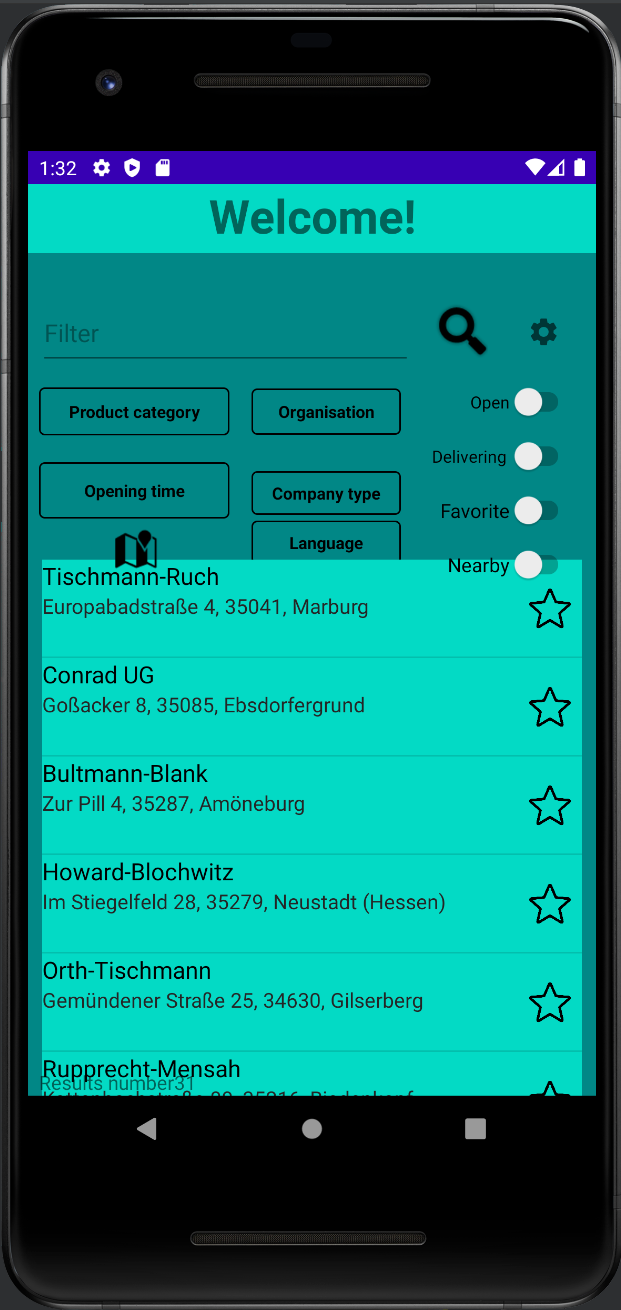 1:32
Welcome!
Filter
Product category
Organisation
Open
Delivering
Opening time
Company type
Favorite
Language
Nearby
Tischmann-Ruch
Europabadstraße 4, 35041, Marburg
Conrad UG
Goßacker 8, 35085, Ebsdorfergrund
Bultmann-Blank
Zur Pill 4, 35287, Amöneburg
Howard-Blochwitz
Im Stiegelfeld 28, 35279, Neustadt (Hessen)
Orth-Tischmann
Gemündener Straße 25, 34630, Gilserberg
Rupprecht-Mensah
Results number31